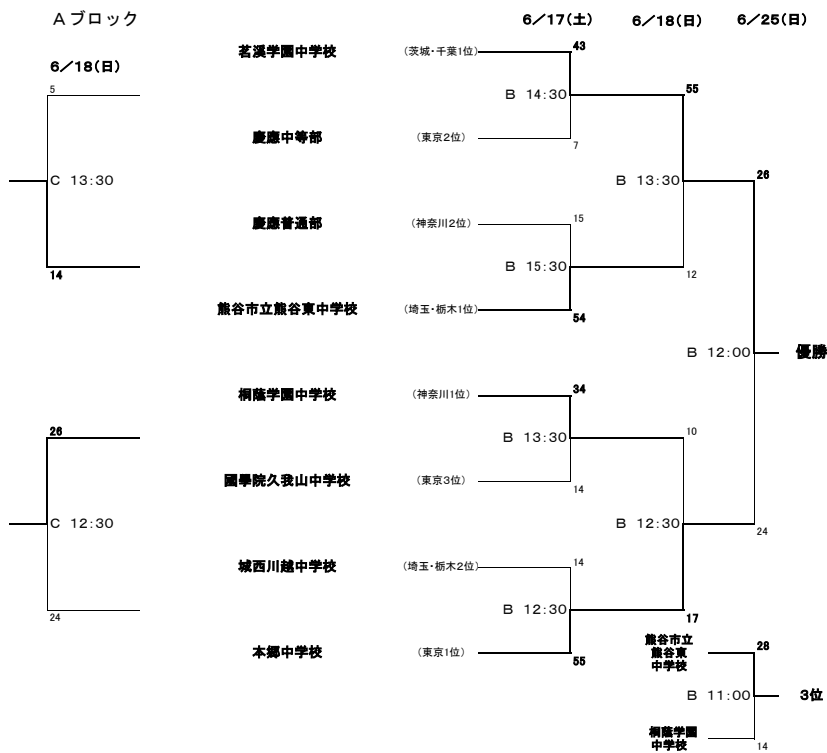 Aブロック
6/17(土)
6/18(日)
6/25(日)
6/18(日)
茗溪学園中学校
(茨城・千葉1位)
43
5
B 14:30
55
慶應中等部
(東京2位)
7
C 13:30
B 13:30
26
慶應普通部
(神奈川2位)
15
14
B 15:30
12
熊谷市立熊谷東中学校
(埼玉・栃木1位)
54
B 12:00
優勝
桐蔭学園中学校
(神奈川1位)
34
26
B 13:30
10
國學院久我山中学校
(東京3位)
14
C 12:30
B 12:30
24
城西川越中学校
(埼玉・栃木2位)
14
24
B 12:30
17
本郷中学校
(東京1位)
55
熊谷市立
熊谷東
中学校
28
B 11:00
3位
桐蔭学園
中学校
14